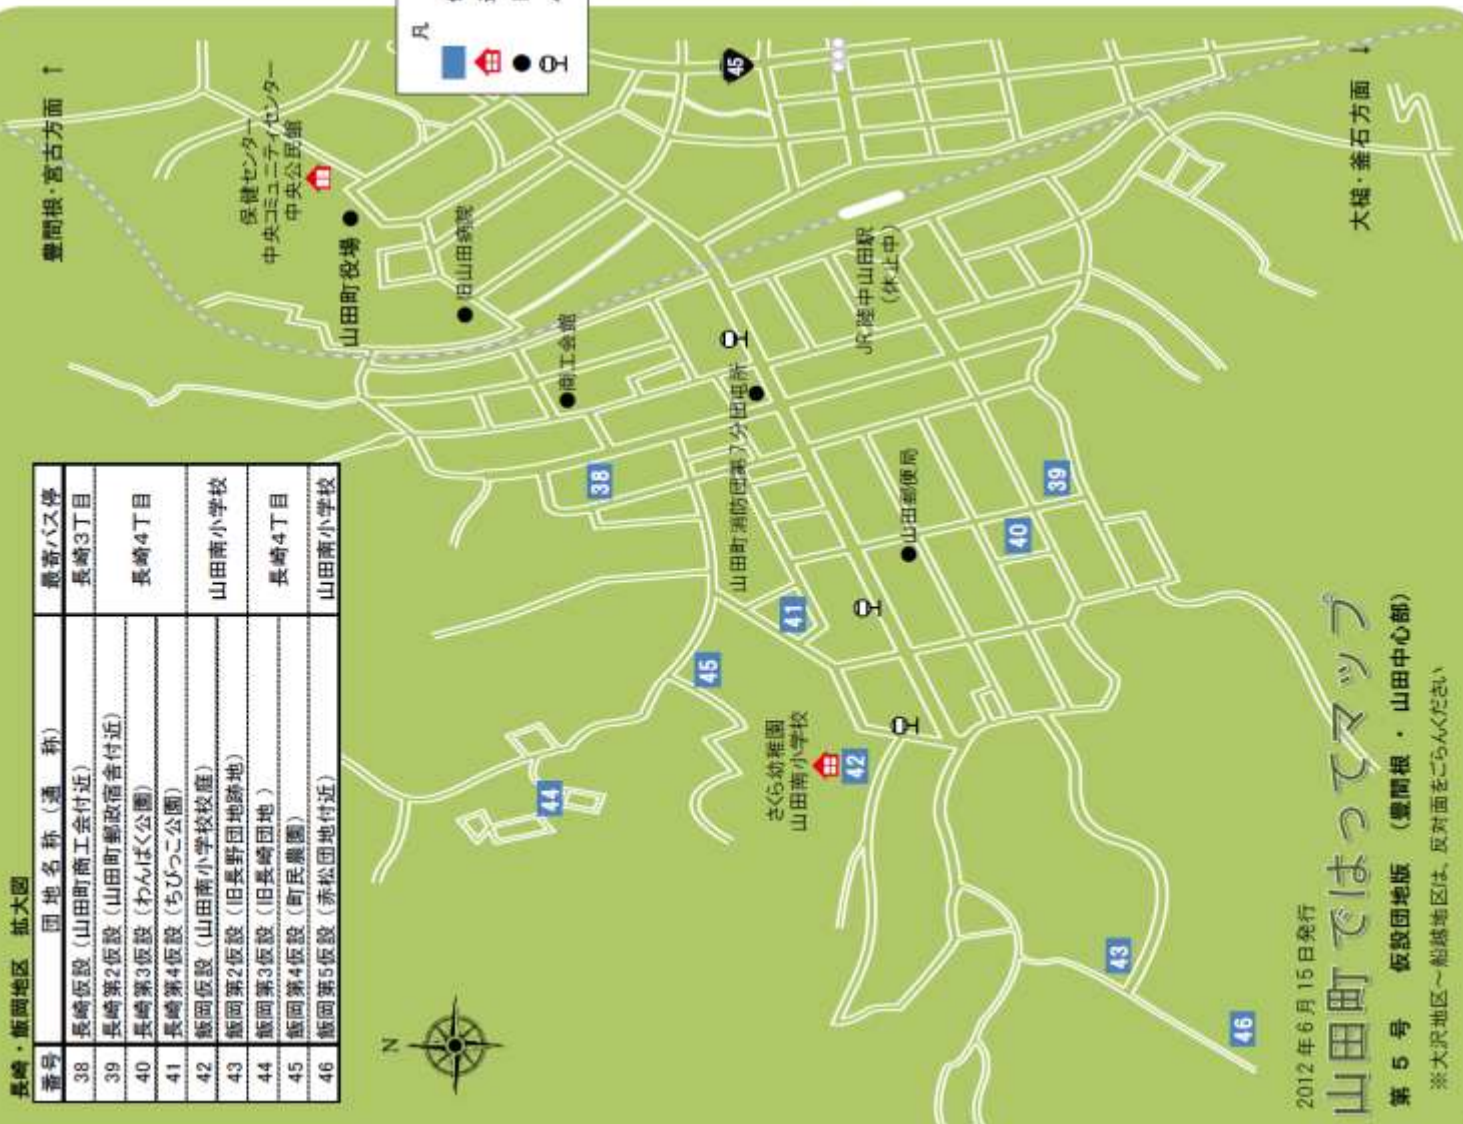 長崎・飯岡地区 拡大図
番号 団地名称(通 称) 最寄バス停
38 長崎仮設(山田町商工会付近) 長崎3丁目
39 長崎第2仮設(山田町郵政宿舎付近)
40 長崎第3仮設(わんぱく公園) 長崎4丁目
41 長崎第4仮設(ちびっこ公園)
42 飯岡仮設(山田南小学校校庭) 山田南小学校
43 飯岡第2仮設(旧長野団地跡地)
44 飯岡第3仮設(旧長崎団地) 長崎4丁目
45 飯岡第4仮設(町民農園)
46 飯岡第5仮設(赤松団地付近) 山田南小学校
豊間根・宮古方面 →
保健センター
中央コミュニティセンター
中央公民館
山田町役場
旧山田病院
商工会館
凡
45
38
山田町消防団第7分団屯所
JR陸中山田駅
(休止中)
大槌・釜石方面
山田郵便局
39
40
41
45
44
さくら幼稚園
山田南小学校
42
43
46
N
2012年6月15日発行
山田町ではってマップ
第5号 仮設団地版 (豊間根・山田中心部)
※大沢地区~船越地区は、反対面をごらんください